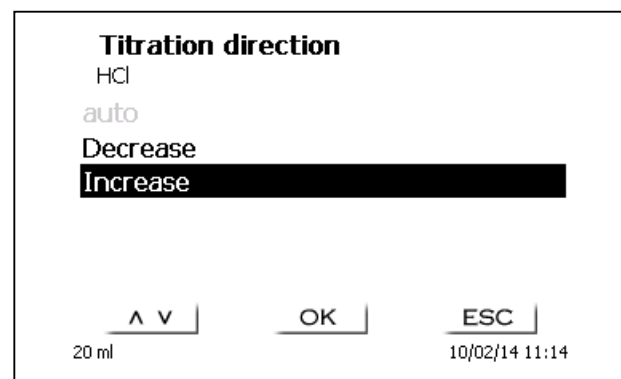 Titration direction
HCl
auto
Decrease
Increase
∧ ∨ OK ESC
20 ml 10/02/14 11:14